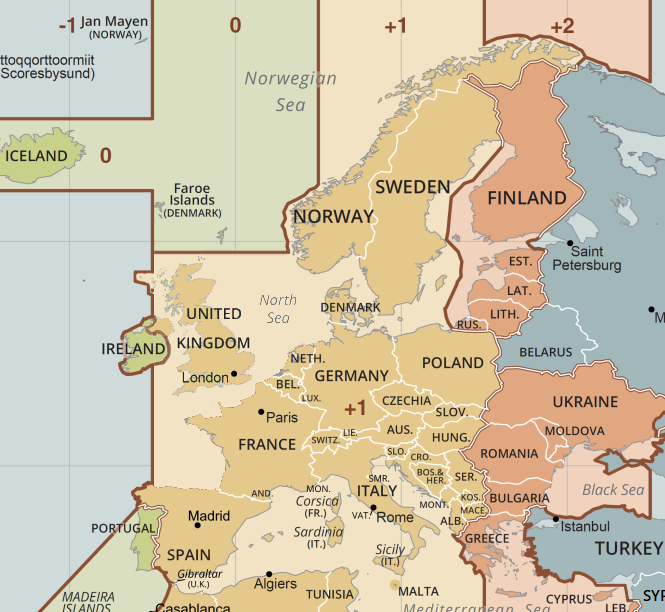 -1
Jan Mayen
(NORWAY)
0
+1
+2
ttoqqortoormiit
Scoresbysund)
Norwegian
Sea
ICELAND
0
Faroe
Islands
(DENMARK)
SWEDEN
NORWAY
FINLAND
Saint
Petersburg
EST.
LAT.
LITH.
RUS.
North
Sea
DENMARK
UNITED
KINGDOM
IRELAND
London
NETH.
BEL.
LUX.
GERMANY
POLAND
BELARUS
M
+1
CZECHIA
SLOV.
UKRAINE
Paris
FRANCE
LIE.
SWITZ.
AUS.
HUNG.
MOLDOVA
ROMANIA
SLO.
CRO.
BOS.&
HER.
SER.
SMR.
ITALY
MON.
AND.
Corsica
(FR.)
VAT.
Rome
MONT.
KOS.
MACE.
ALB.
BULGARIA
Black Sea
PORTUGAL
Madrid
SPAIN
Sardinia
(IT.)
Sicily
(IT.)
GREECE
Istanbul
TURKEY
Gibraltar
(U.K.)
Algiers
TUNISIA
MALTA
Mediterranean Sea
CYPRUS
LEB.
SY
MADEIRA
ISLANDS
Casablanca